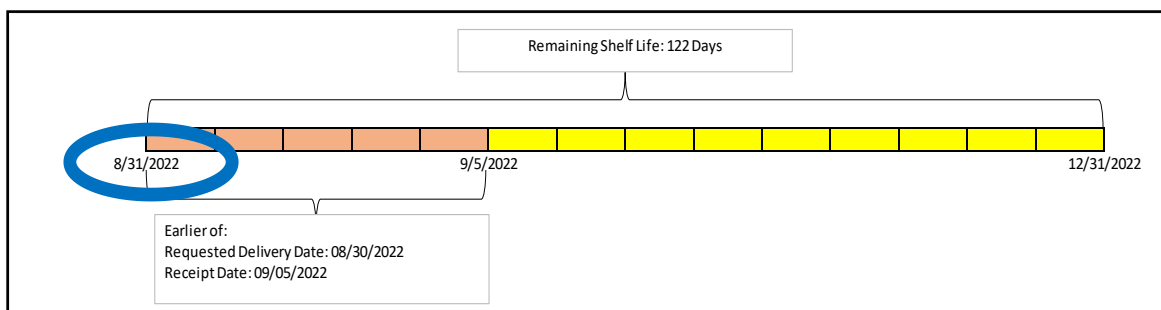 Remaining Shelf Life: 122 Days
8/31/2022 9/5/2022 12/31/2022
Earlier of:
Requested Delivery Date: 08/30/2022
Receipt Date: 09/05/2022